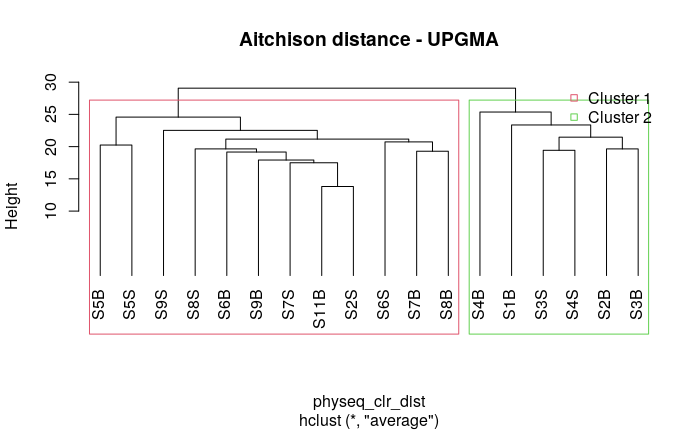 Aitchison distance - UPGMA
Height
30
25
20
15
10
Cluster 1
Cluster 2
S5B
S5S
S9S
S8S
S6B
S9B
S7S
S11B
S2S
S6S
S7B
S8B
S4B
S1B
S3S
S4S
S2B
S3B
physeq_clr_dist
hclust (*, "average")